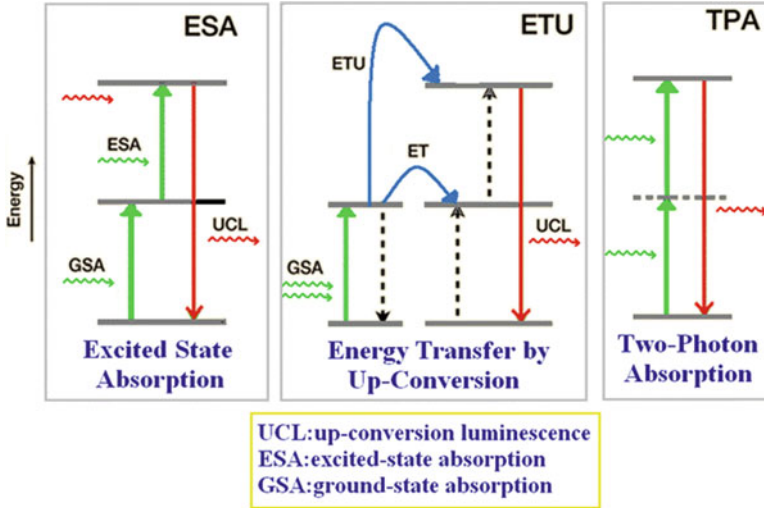 ESA
ESA
GSA
UCL
Excited State
Absorption
Energy
ETU
ETU
ET
GSA
UCL
Energy Transfer by
Up-Conversion
TPA
Two-Photon
Absorption
UCL:up-conversion luminescence
ESA:excited-state absorption
GSA:ground-state absorption